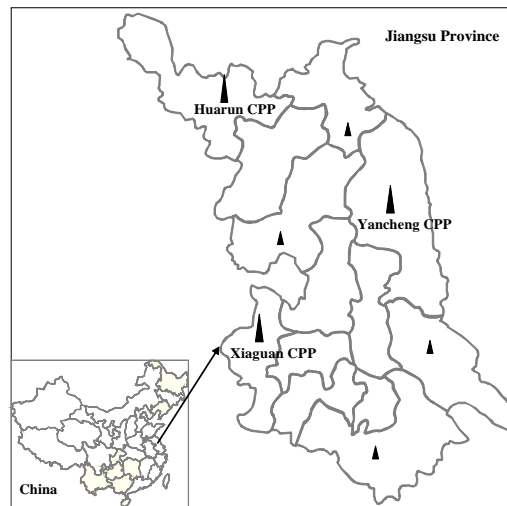 Jiangsu Province
Huarun CPP
Yancheng CPP
Xiaguan CPP
China